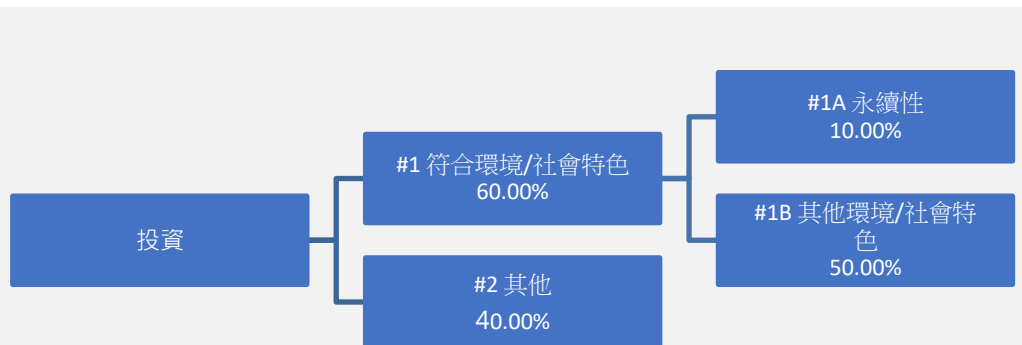 #1A 永續性
10.00%
#1 符合環境/社會特色
60.00%
#1B 其他環境/社會特
色
50.00%
投資
#2 其他
40.00%